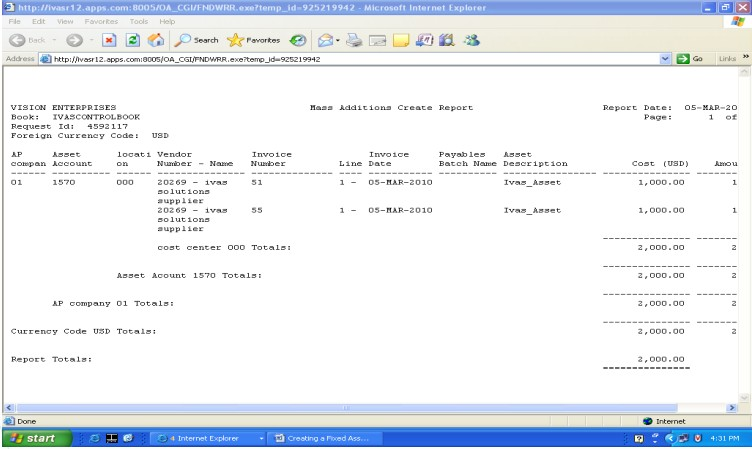 http://ivasr12.apps.com:8005/OA_CGI/FNDWRR.exe?temp_id=925219942 - Microsoft Internet Explorer
File Edit View Favorites Tools Help
Back Search Favorites
Address http://ivasr12.apps.com:8005/OA_CGI/FNDWRR.exe?temp_id=925219942 Go Links »
VISION ENTERPRISES Mass Additions Create Report Report Date: 05-MAR-20
Book: IVASCONTROLBOOK Page: 1 of
Request Id: 4592117
Foreign Currency Code: USD
AP Asset locati Vendor Invoice Invoice Payables Asset
compan Account on Number - Name Number Line Date Batch Name Description Cost (USD) Amou
01 1570 000 20269 - ivas 51 1 - 05-MAR-2010 Ivas_Asset 1,000.00 1
solutions
supplier
20269 - ivas 55 1 - 05-MAR-2010 Ivas_Asset 1,000.00 1
solutions
supplier
cost center 000 Totals: 2,000.00 2
Asset Acount 1570 Totals: 2,000.00 2
AP company 01 Totals: 2,000.00 2
Currency Code USD Totals: 2,000.00 2
Report Totals: 2,000.00
Done Internet
start 4 Internet Explorer Creating a Fixed Ass... 4:31 PM